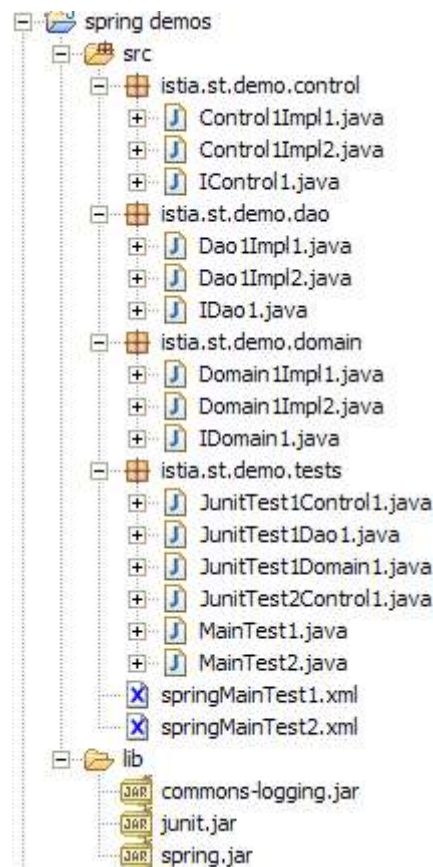 spring demos
src
istia.st.demo.control
Control1Impl1.java
Control1Impl2.java
IControl1.java
istia.st.demo.dao
Dao1Impl1.java
Dao1Impl2.java
IDao1.java
istia.st.demo.domain
Domain1Impl1.java
Domain1Impl2.java
IDomain1.java
istia.st.demo.tests
JunitTest1Control1.java
JunitTest1Dao1.java
JunitTest1Domain1.java
JunitTest2Control1.java
MainTest1.java
MainTest2.java
springMainTest1.xml
springMainTest2.xml
lib
commons-logging.jar
junit.jar
spring.jar